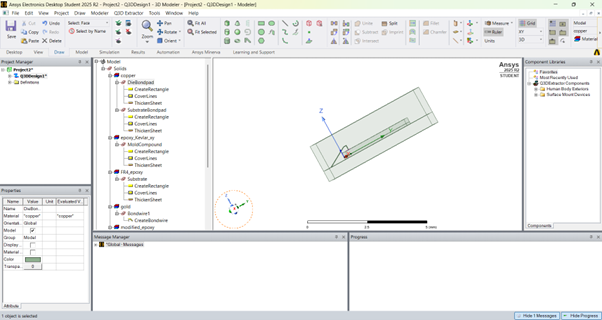 Ansys Electronics Desktop Student 2025 R2 - Project2 - Q3DDesign1 - 3D Modeler - [Project2 - Q3DDesign1 - Modeler]
File Edit View Project Draw Modeler Q3D Extractor Tools Window Help
Save
Cut
Copy
Paste
Undo
Redo
Delete
Select: Face
Select by Name
Zoom
Pan
Rotate
Orient
Fit All
Fit Selected
Unite
Subtract
Intersect
Split
Imprint
Measure
Grid
Ruler
XY
3D
Model
copper
Material
Desktop View Draw Model Simulation Results Automation Ansys Minerva Learning and Support
Project Manager
Project2*
Q3DDesign1*
Definitions
Properties
Name Value Unit Evaluated V...
Name DieBon...
Material "copper" "copper"
Orientati... Global
Model
Group Model
Display...
Material...
Color
Transpa... 0
Attribute
Model
Solids
copper
DieBondpad
CreateRectangle
CoverLines
ThickenSheet
SubstrateBondpad
CreateRectangle
CoverLines
ThickenSheet
epoxy_Kevlar_xy
MoldCompound
CreateRectangle
CoverLines
ThickenSheet
FR4_epoxy
Substrate
CreateRectangle
CoverLines
ThickenSheet
gold
Bondwire1
CreateBondwire
modified_epoxy
Ansys
2025 R2
STUDENT
Z
0 2.5 5 (mm)
Component Libraries
Favorites
Most Recently Used
Q3DExtractor Components
Human Body Exteriors
Surface Mount Devices
Components
Message Manager
*Global - Messages
Progress
1 object is selected
Hide 1 Messages
Hide Progress